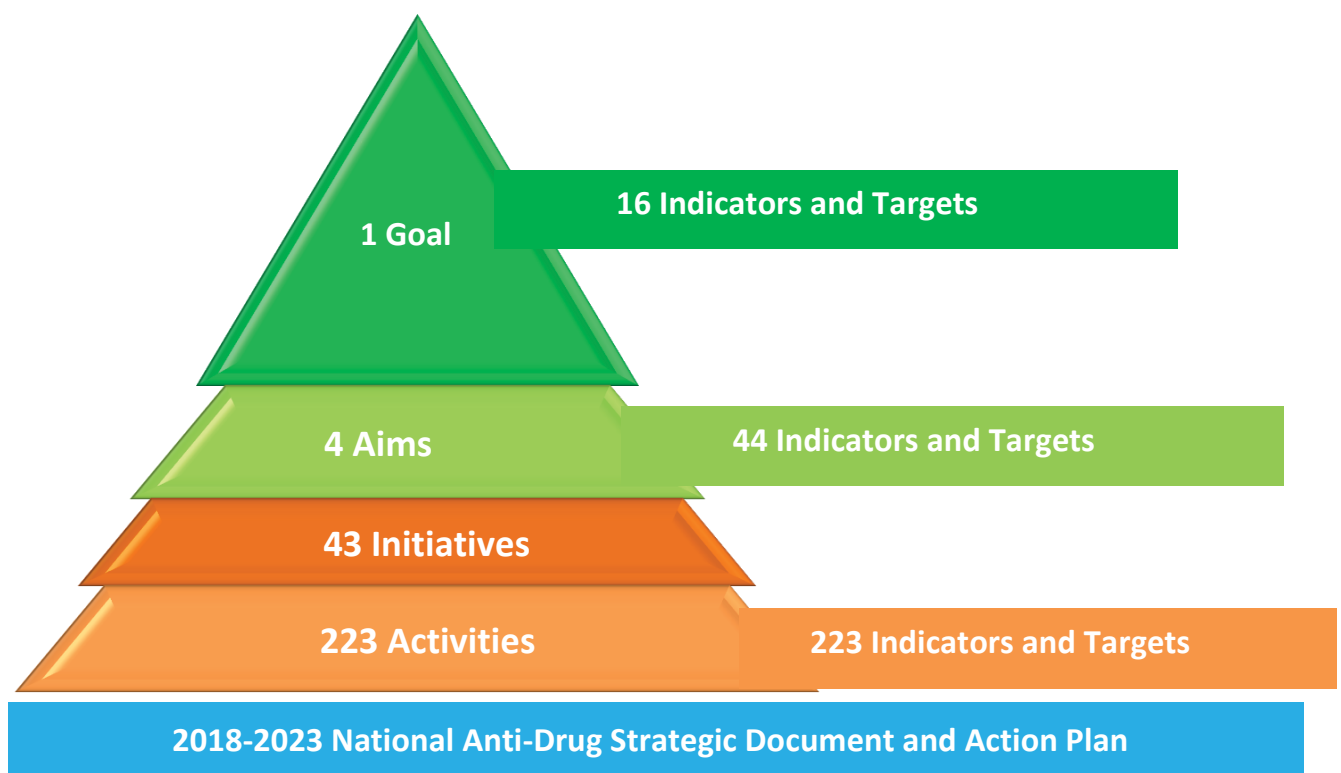 16 Indicators and Targets
1 Goal
4 Aims
44 Indicators and Targets
43 Initiatives
223 Activities
223 Indicators and Targets
2018-2023 National Anti-Drug Strategic Document and Action Plan